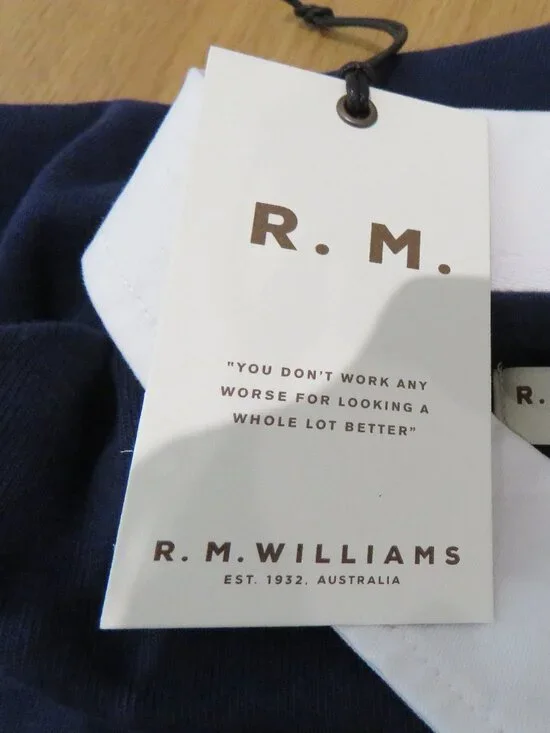 R. M.
"YOU DON'T WORK ANY
WORSE FOR LOOKING A
WHOLE LOT BETTER"
R.M.WILLIAMS
EST. 1932, AUSTRALIA
R.